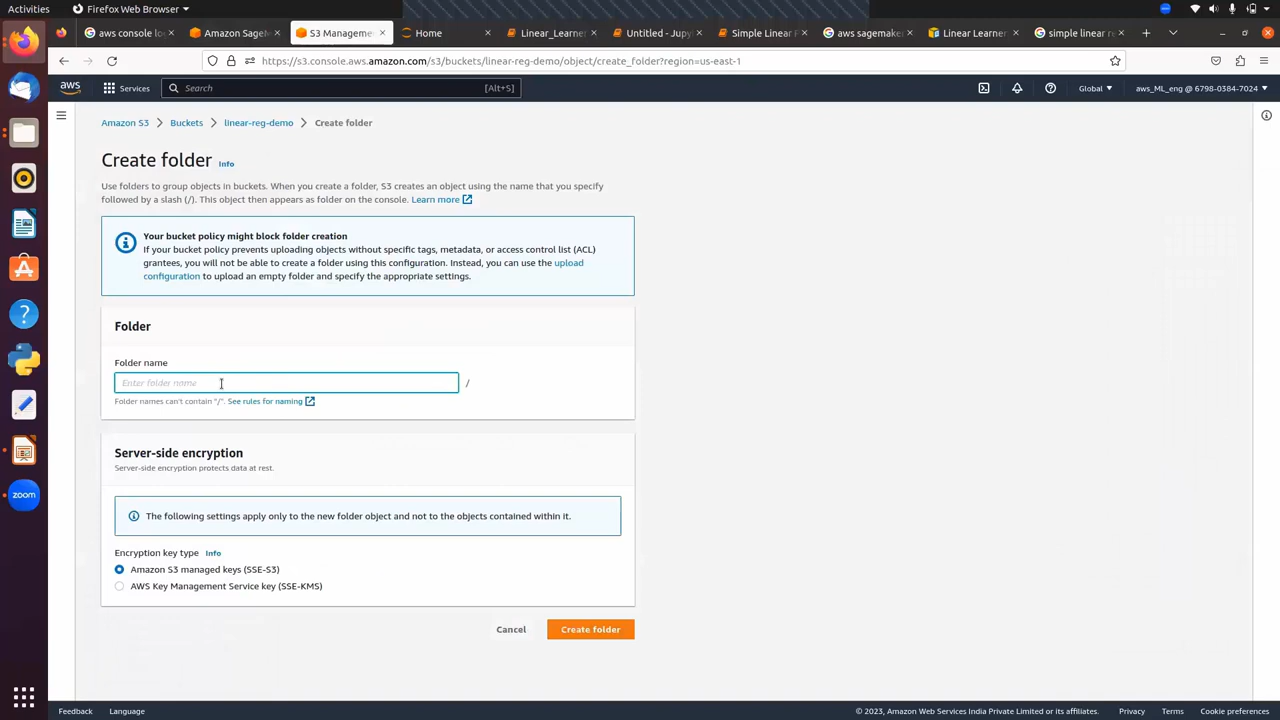 Activities
Firefox Web Browser
aws console lo
Amazon SageM
S3 Manageme
Home
Linear_Learner
Untitled - Jupyt
Simple Linear R
aws sagemaker
Linear Learner
simple linear re
https://s3.console.aws.amazon.com/s3/buckets/linear-reg-demo/object/create_folder?region=us-east-1
aws
Services
Search
[Alt+S]
Global
aws_ML_eng @ 6798-0384-7024
Amazon S3
Buckets
linear-reg-demo
Create folder
Create folder
Info
Use folders to group objects in buckets. When you create a folder, S3 creates an object using the name that you specify
followed by a slash (/). This object then appears as folder on the console. Learn more
Your bucket policy might block folder creation
If your bucket policy prevents uploading objects without specific tags, metadata, or access control list (ACL)
grantees, you will not be able to create a folder using this configuration. Instead, you can use the upload
configuration to upload an empty folder and specify the appropriate settings.
Folder
Folder name
Enter folder name
/
Folder names can't contain "/". See rules for naming
Server-side encryption
Server-side encryption protects data at rest.
The following settings apply only to the new folder object and not to the objects contained within it.
Encryption key type
Info
Amazon S3 managed keys (SSE-S3)
AWS Key Management Service key (SSE-KMS)
Cancel
Create folder
zoom
Feedback
Language
© 2023, Amazon Web Services India Private Limited or its affiliates.
Privacy
Terms
Cookie preferences